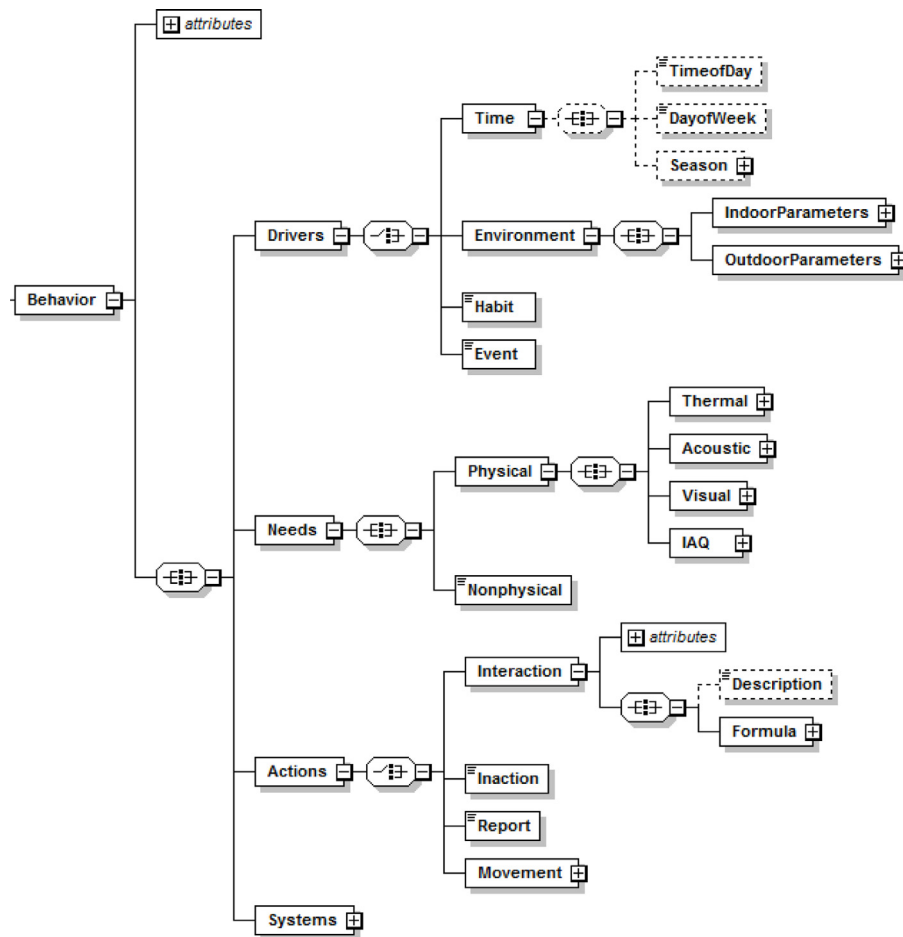 attributes
TimeofDay
Time
DayofWeek
Season
IndoorParameters
Drivers
Environment
OutdoorParameters
Behavior
Habit
Event
Thermal
Acoustic
Physical
Visual
Needs
IAQ
Nonphysical
attributes
Interaction
Description
Formula
Actions
Inaction
Report
Movement
Systems